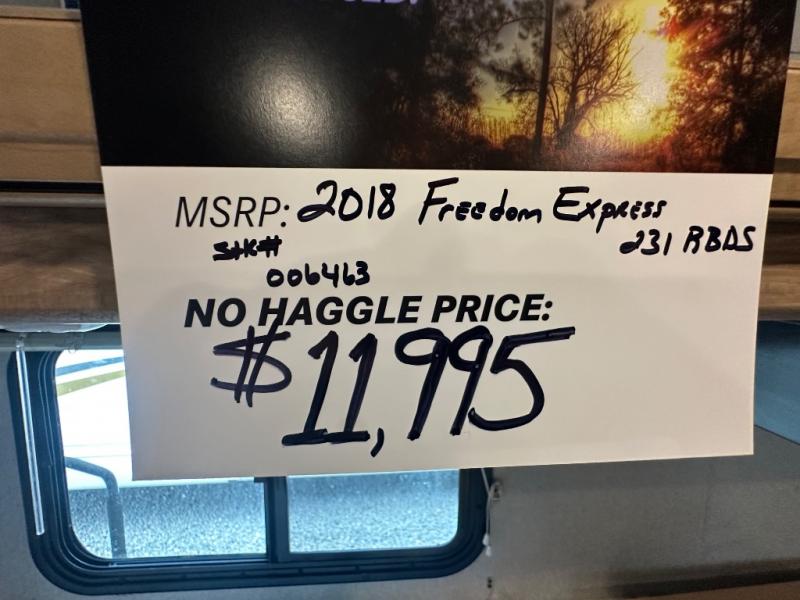 MSRP: 2018 Freedom Express
231 RBDS
Stk#
006463
NO HAGGLE PRICE:
$11,995